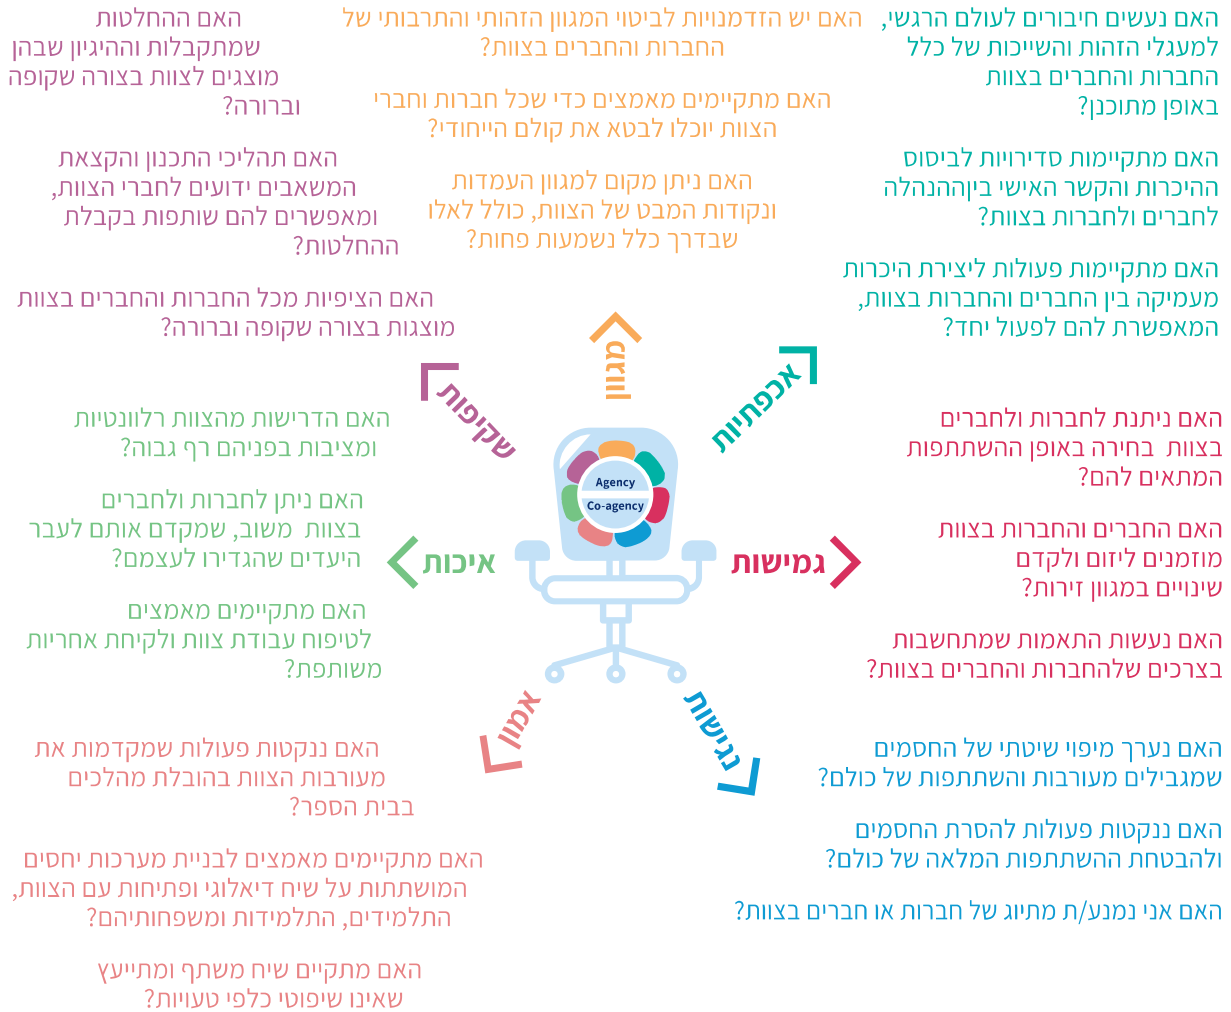 האם נעשים חיבורים לעולם הרגשי,
למעגלי הזהות והשייכות של כלל
החברות והחברים בצוות
באופן מתוכנן?
האם מתקיימות סדירויות לביסוס
ההיכרות והקשר האישי ביןההנהלה
לחברים ולחברות בצוות?
האם מתקיימות פעולות ליצירת היכרות
מעמיקה בין החברים והחברות בצוות,
המאפשרת להם לפעול יחד?
אכפתיות
האם יש הזדמנויות לביטוי המגוון הזהותי והתרבותי של
החברות והחברים בצוות?
האם מתקיימים מאמצים כדי שכל חברות וחברי
הצוות יוכלו לבטא את קולם הייחודי?
האם ניתן מקום למגוון העמדות
ונקודות המבט של הצוות, כולל לאלו
שבדרך כלל נשמעות פחות?
מגוון
האם ההחלטות
שמתקבלות וההיגיון שבהן
מוצגים לצוות בצורה שקופה
וברורה?
האם תהליכי התכנון והקצאת
המשאבים ידועים לחברי הצוות,
ומאפשרים להם שותפות בקבלת
ההחלטות?
האם הציפיות מכל החברות והחברים בצוות
מוצגות בצורה שקופה וברורה?
שקיפות
האם ניתנת לחברות ולחברים
בצוות  בחירה באופן ההשתתפות
המתאים להם?
האם החברים והחברות בצוות
מוזמנים ליזום ולקדם
שינויים במגוון זירות?
האם נעשות התאמות שמתחשבות
בצרכים שלהחברות והחברים בצוות?
גמישות
Agency
Co-agency
האם הדרישות מהצוות רלוונטיות
ומציבות בפניהם רף גבוה?
האם ניתן לחברות ולחברים
בצוות  משוב, שמקדם אותם לעבר
היעדים שהגדירו לעצמם?
האם מתקיימים מאמצים
לטיפוח עבודת צוות ולקיחת אחריות
משותפת?
איכות
נגישות
האם נערך מיפוי שיטתי של החסמים
שמגבילים מעורבות והשתתפות של כולם?
האם ננקטות פעולות להסרת החסמים
ולהבטחת ההשתתפות המלאה של כולם?
האם אני נמנע/ת מתיוג של חברות או חברים בצוות?
אמון
האם ננקטות פעולות שמקדמות את
מעורבות הצוות בהובלת מהלכים
בבית הספר?
האם מתקיימים מאמצים לבניית מערכות יחסים
המושתתות על שיח דיאלוגי ופתיחות עם הצוות,
התלמידים, התלמידות ומשפחותיהם?
האם מתקיים שיח משתף ומתייעץ
שאינו שיפוטי כלפי טעויות?